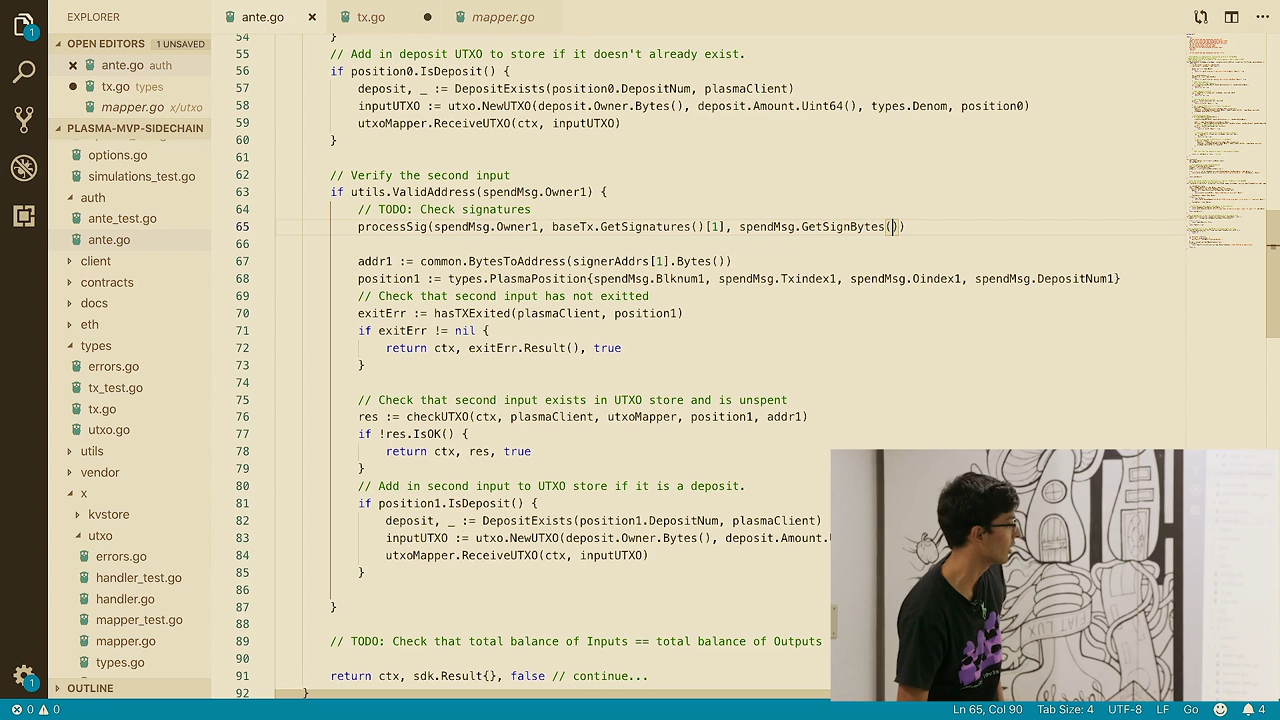 EXPLORER
OPEN EDITORS 1 UNSAVED
ante.go auth
tx.go types
mapper.go x/utxo
PLASMA-MVP-SIDECHAIN
options.go
simulations_test.go
auth
ante_test.go
ante.go
client
contracts
docs
eth
types
errors.go
tx_test.go
tx.go
utxo.go
utils
vendor
x
kvstore
utxo
errors.go
handler_test.go
handler.go
mapper_test.go
mapper.go
types.go
OUTLINE
ante.go
tx.go
mapper.go
54 }
55 // Add in deposit UTXO to store if it doesn't already exist.
56 if position0.IsDeposit() {
57 deposit, _ := DepositExists(position0.DepositNum, plasmaClient)
58 inputUTXO := utxo.NewUTXO(deposit.Owner.Bytes(), deposit.Amount.Uint64(), types.Denom, position0)
59 utxoMapper.ReceiveUTXO(ctx, inputUTXO)
60 }
61
62 // Verify the second input
63 if utils.ValidAddress(spendMsg.Owner1) {
64 // TODO: Check signatures
65 processSig(spendMsg.Owner1, baseTx.GetSignatures()[1], spendMsg.GetSignBytes())
66
67 addr1 := common.BytesToAddress(signerAddrs[1].Bytes())
68 position1 := types.PlasmaPosition{spendMsg.Blknum1, spendMsg.Txindex1, spendMsg.Oindex1, spendMsg.DepositNum1}
69 // Check that second input has not exitted
70 exitErr := hasTXExited(plasmaClient, position1)
71 if exitErr != nil {
72 return ctx, exitErr.Result(), true
73 }
74
75 // Check that second input exists in UTXO store and is unspent
76 res := checkUTXO(ctx, plasmaClient, utxoMapper, position1, addr1)
77 if !res.IsOK() {
78 return ctx, res, true
79 }
80 // Add in second input to UTXO store if it is a deposit.
81 if position1.IsDeposit() {
82 deposit, _ := DepositExists(position1.DepositNum, plasmaClient)
83 inputUTXO := utxo.NewUTXO(deposit.Owner.Bytes(), deposit.Amount.U
84 utxoMapper.ReceiveUTXO(ctx, inputUTXO)
85 }
86
87 }
88
89 // TODO: Check that total balance of Inputs == total balance of Outputs
90
91 return ctx, sdk.Result{}, false // continue...
92 }
0 0
Ln 65, Col 90 Tab Size: 4 UTF-8 LF Go 4
1
1